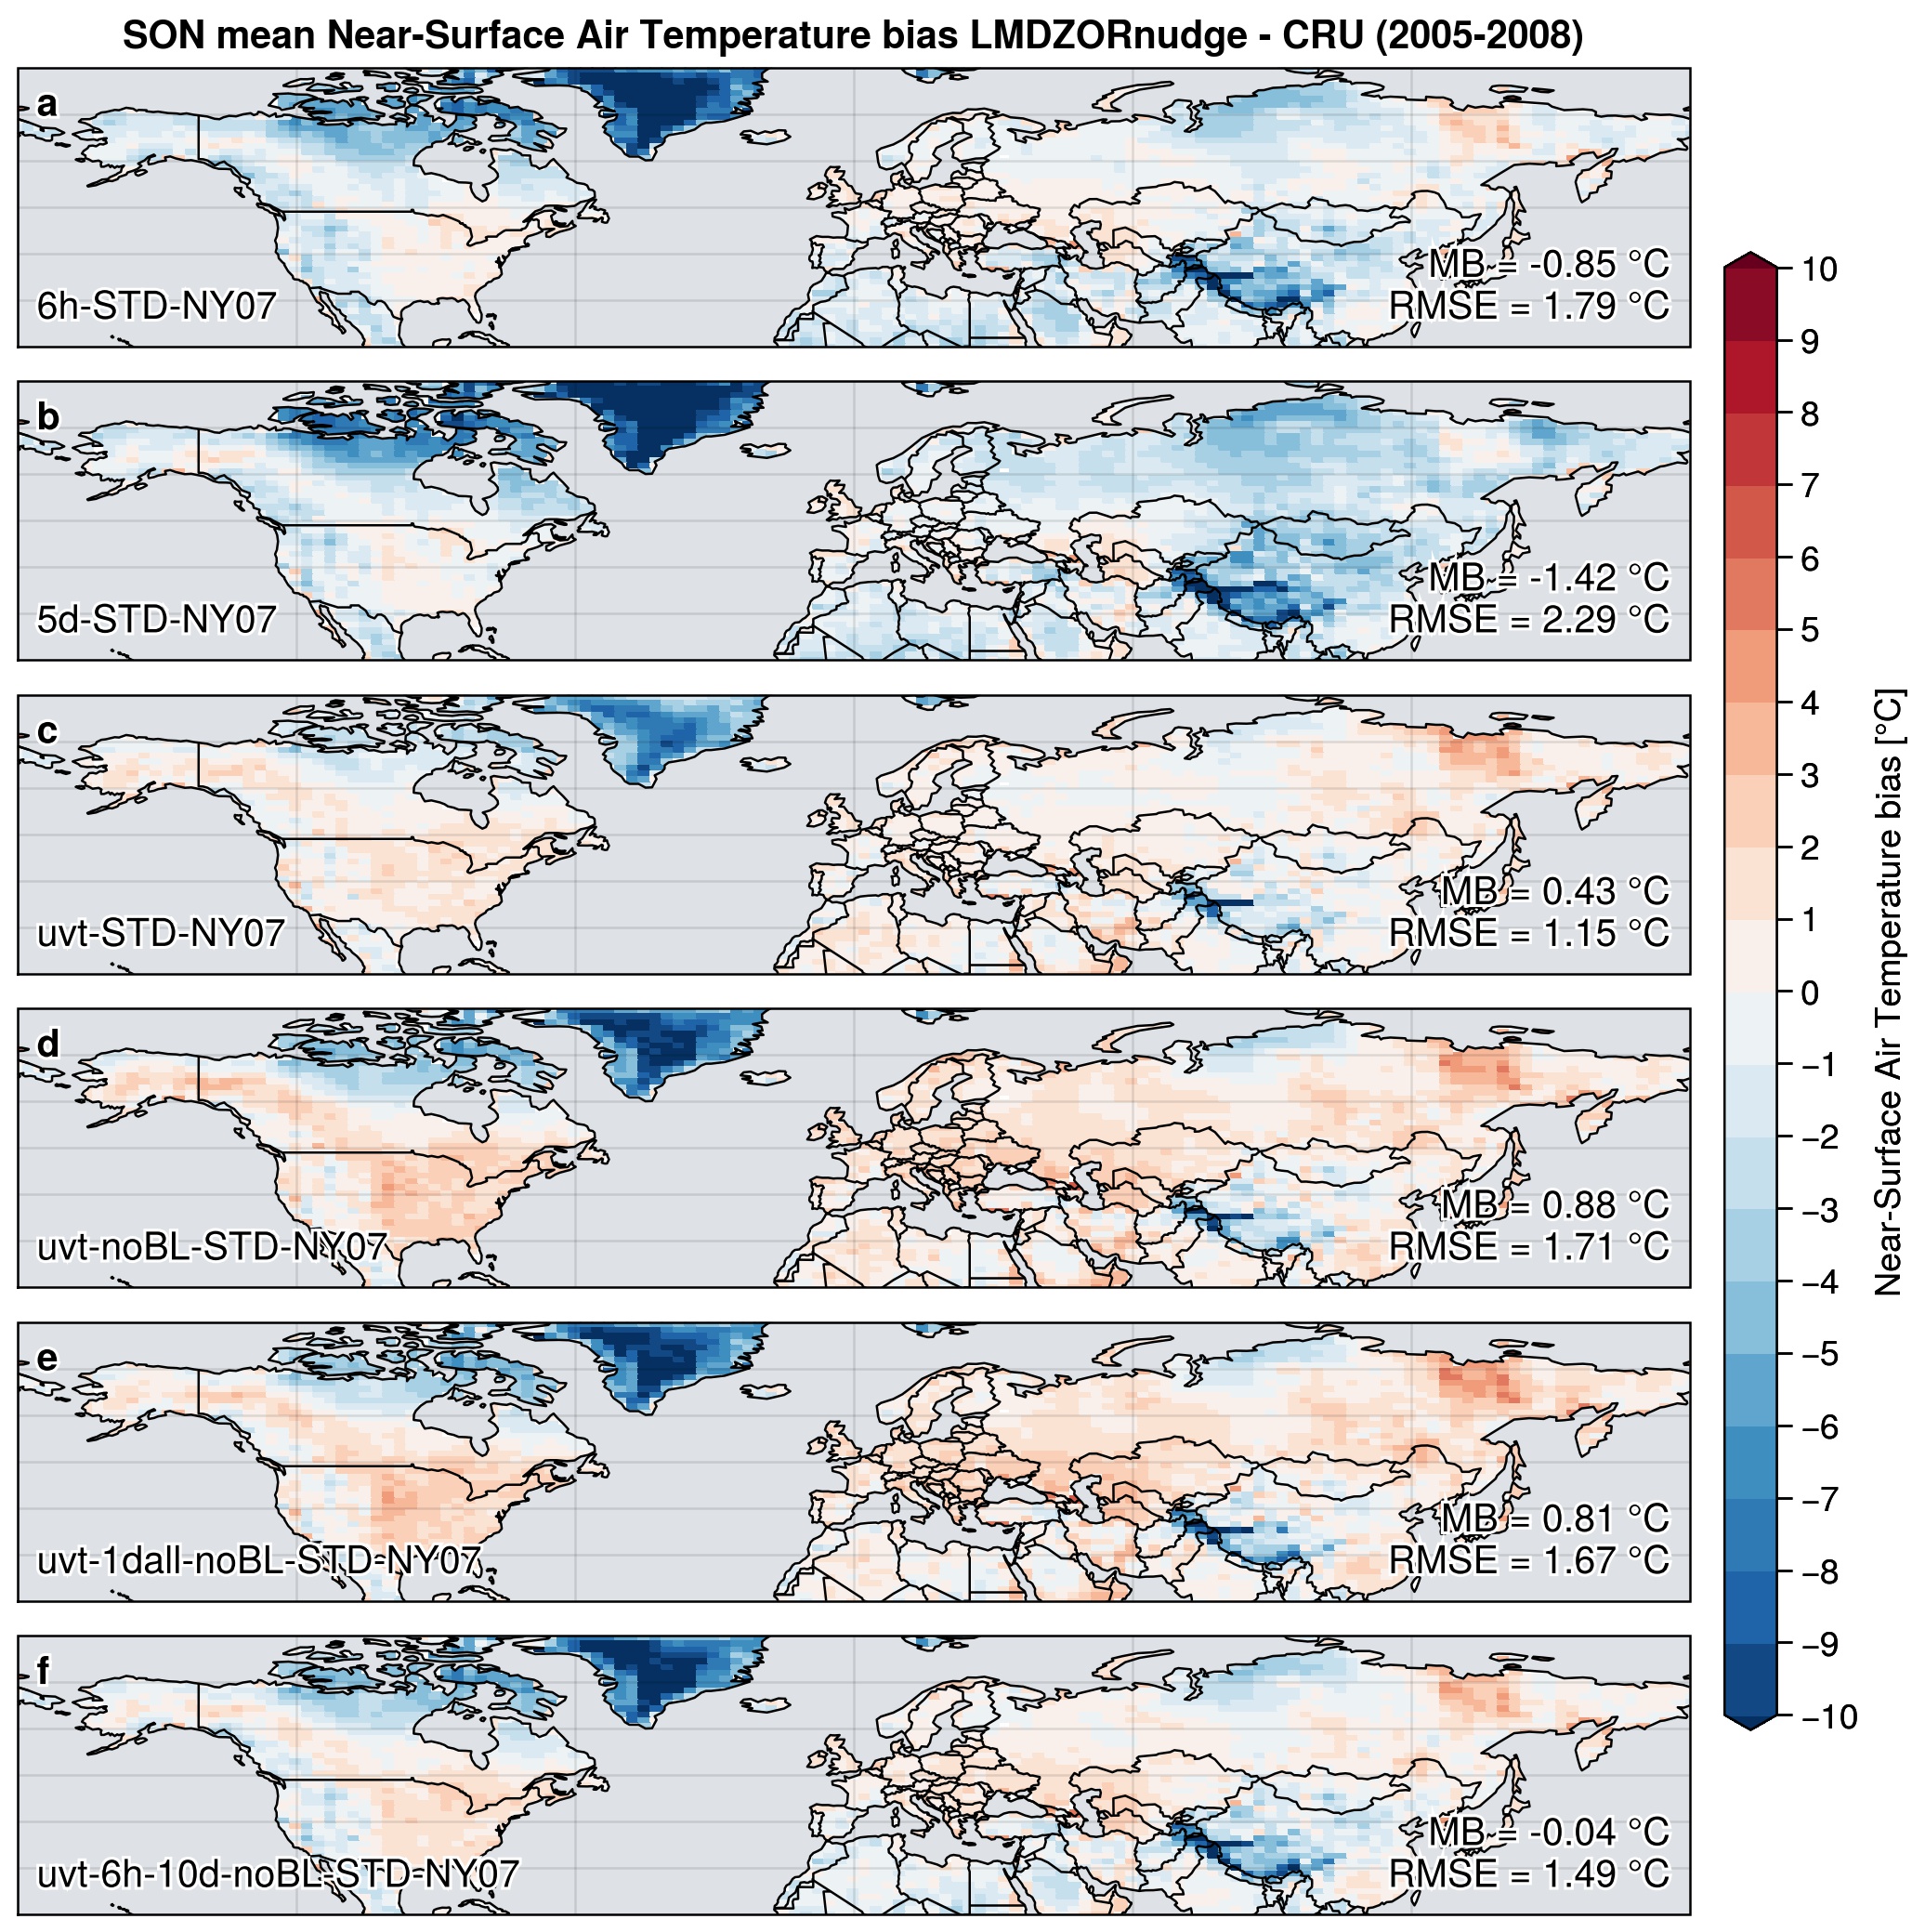 SON mean Near-Surface Air Temperature bias LMDZORnudge - CRU (2005-2008)
a
MB = -0.85 °C
6h-STD-NY07
RMSE = 1.79 °C
b
MB = -1.42 °C
5d-STD-NY07
RMSE = 2.29 °C
c
MB = 0.43 °C
uvt-STD-NY07
RMSE = 1.15 °C
d
MB = 0.88 °C
uvt-noBL-STD-NY07
RMSE = 1.71 °C
e
MB = 0.81 °C
uvt-1dall-noBL-STD-NY07
RMSE = 1.67 °C
f
MB = -0.04 °C
uvt-6h-10d-noBL-STD-NY07
RMSE = 1.49 °C
10
9
8
7
6
5
4
3
2
1
0
−1
−2
−3
−4
−5
−6
−7
−8
−9
−10
Near-Surface Air Temperature bias [°C]